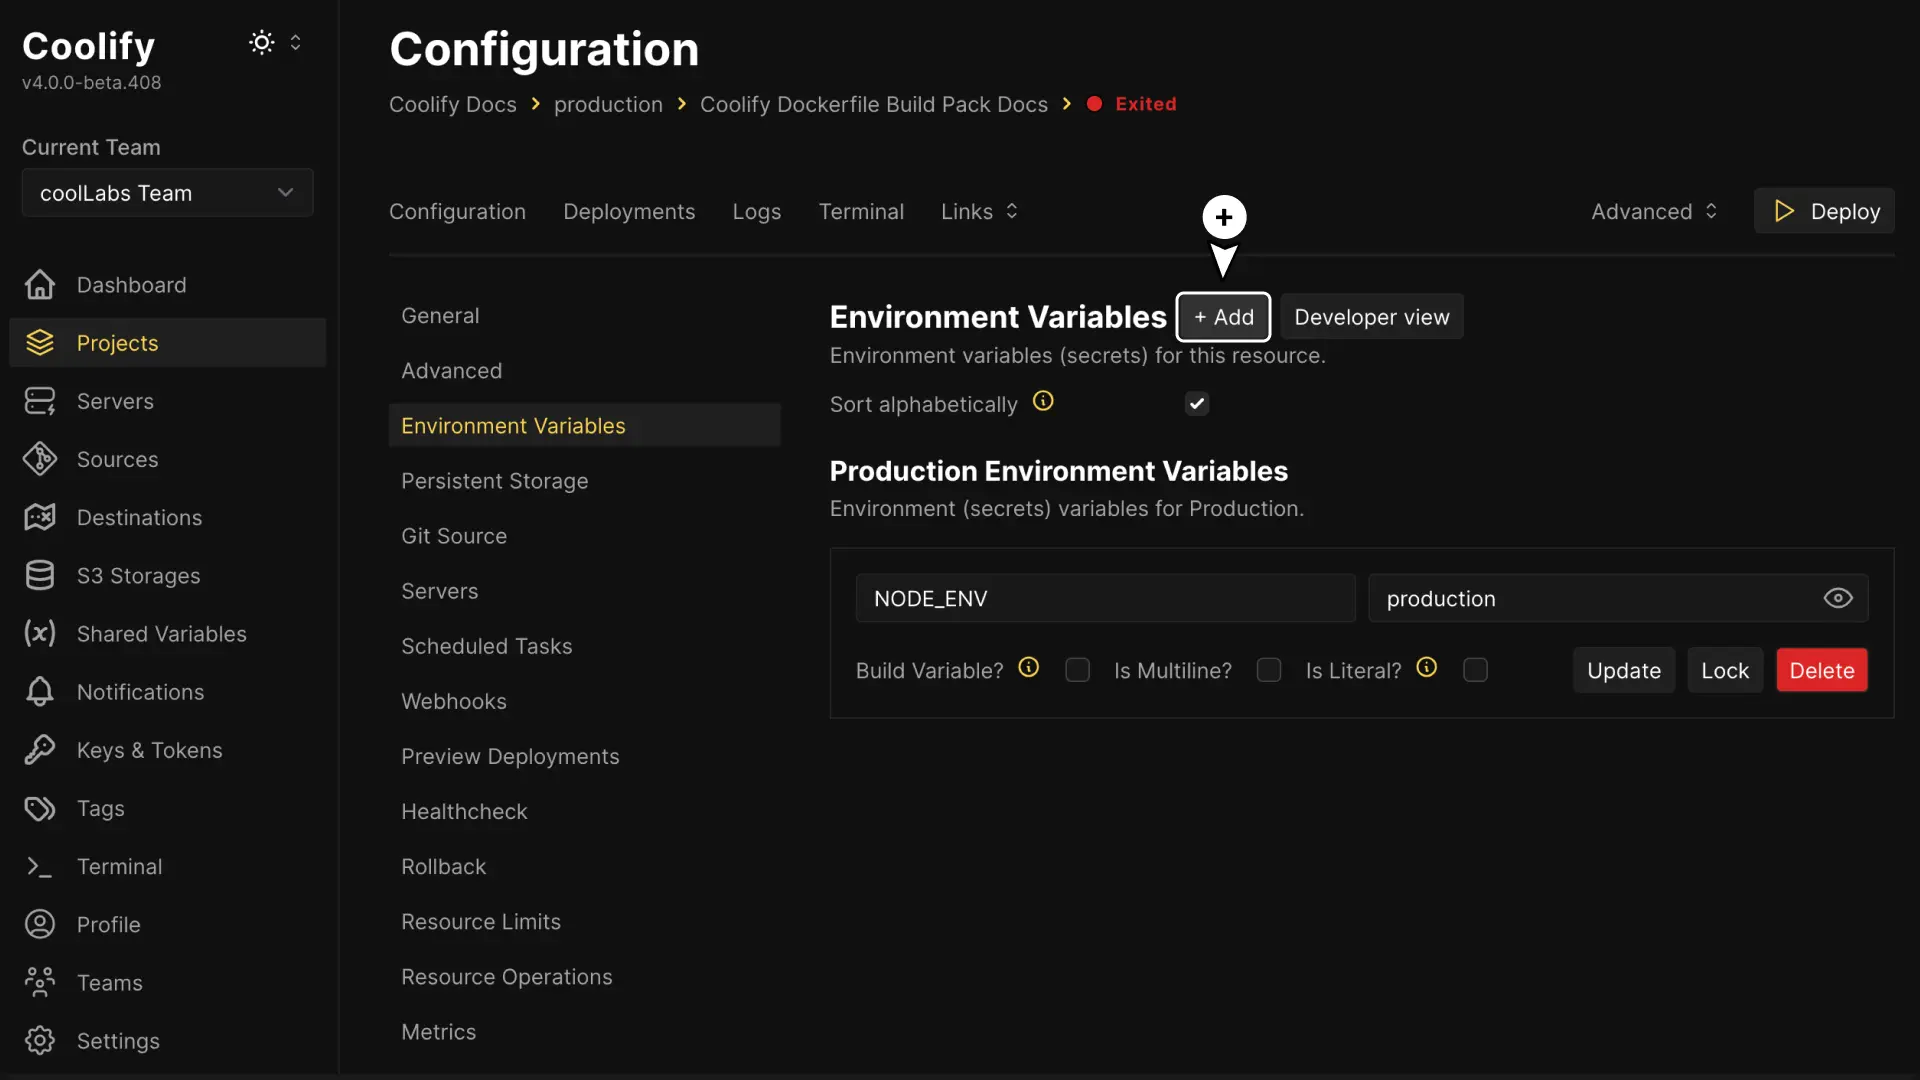 Coolify
v4.0.0-beta.408
Current Team
coolLabs Team
Dashboard
Projects
Servers
Sources
Destinations
S3 Storages
Shared Variables
Notifications
Keys & Tokens
Tags
Terminal
Profile
Teams
Settings
Configuration
Coolify Docs > production > Coolify Dockerfile Build Pack Docs > Exited
Configuration Deployments Logs Terminal Links Advanced Deploy
General
Advanced
Environment Variables
Persistent Storage
Git Source
Servers
Scheduled Tasks
Webhooks
Preview Deployments
Healthcheck
Rollback
Resource Limits
Resource Operations
Metrics
Environment Variables + Add Developer view
Environment variables (secrets) for this resource.
Sort alphabetically
Production Environment Variables
Environment (secrets) variables for Production.
NODE_ENV production
Build Variable? Is Multiline? Is Literal? Update Lock Delete